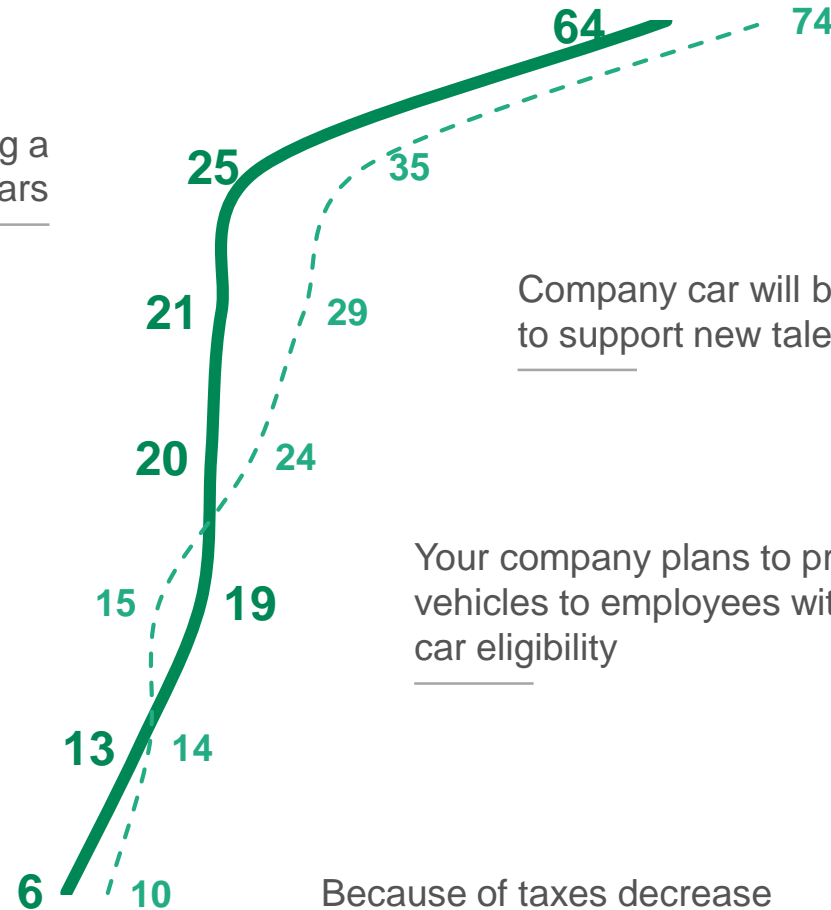 64 74
g a
ars
25 35
21 29
Company car will b
to support new tale
20 24
Your company plans to pr
vehicles to employees wit
car eligibility
15 19
13 14
6 10
Because of taxes decrease